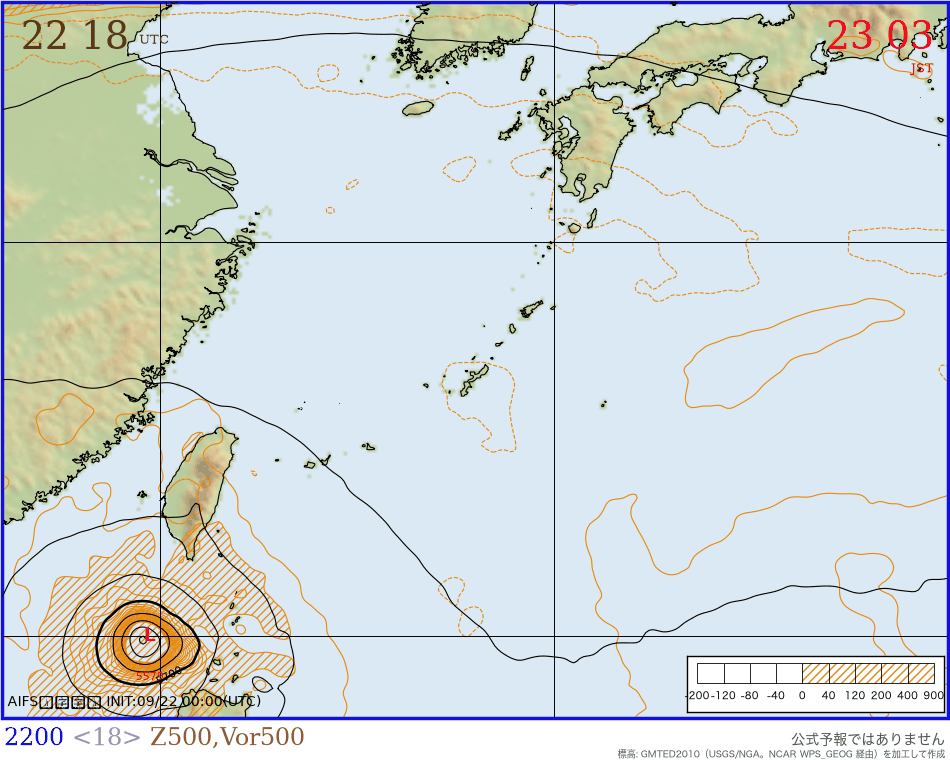 22 18 UTC
23 03
JST
L
5572
AIFS INIT:09/22 00:00(UTC)
-200 -120 -80 -40 0 40 120 200 400 900
2200 <18> Z500,Vor500
公式予報ではありません
標高: GMTED2010（USGS/NGA。NCAR WPS_GEOG 経由）を加工して作成